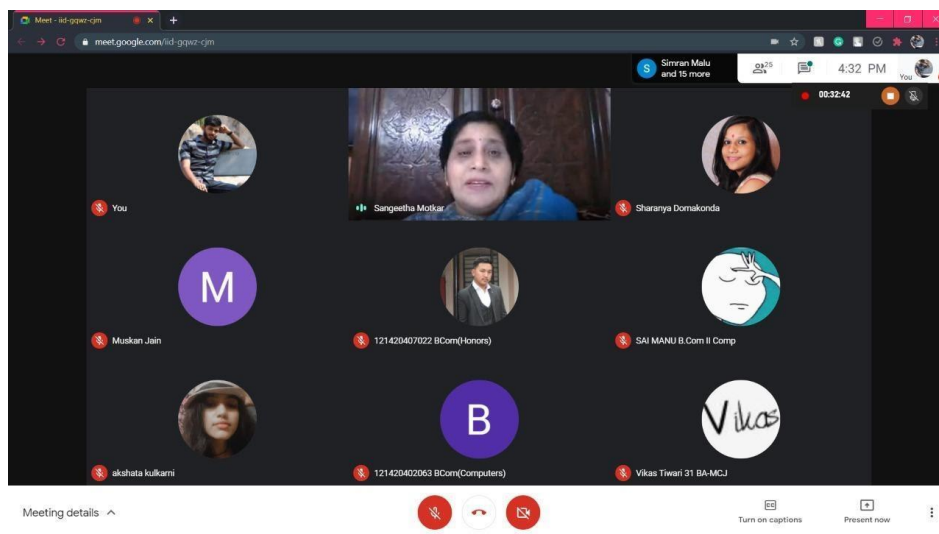 Meet - iid-gqwz-cjm
meet.google.com/iid-gqwz-cjm
S
Simran Malu
and 15 more
25
4:32 PM
You
00:32:42
You
Sangeetha Motkar
Sharanya Domakonda
M
Muskan Jain
121420407022 BCom(Honors)
SAI MANU B.Com II Comp
akshata kulkarni
B
121420402063 BCom(Computers)
Vikas
Vikas Tiwari 31 BA-MCJ
Meeting details
CC
Turn on captions
Present now